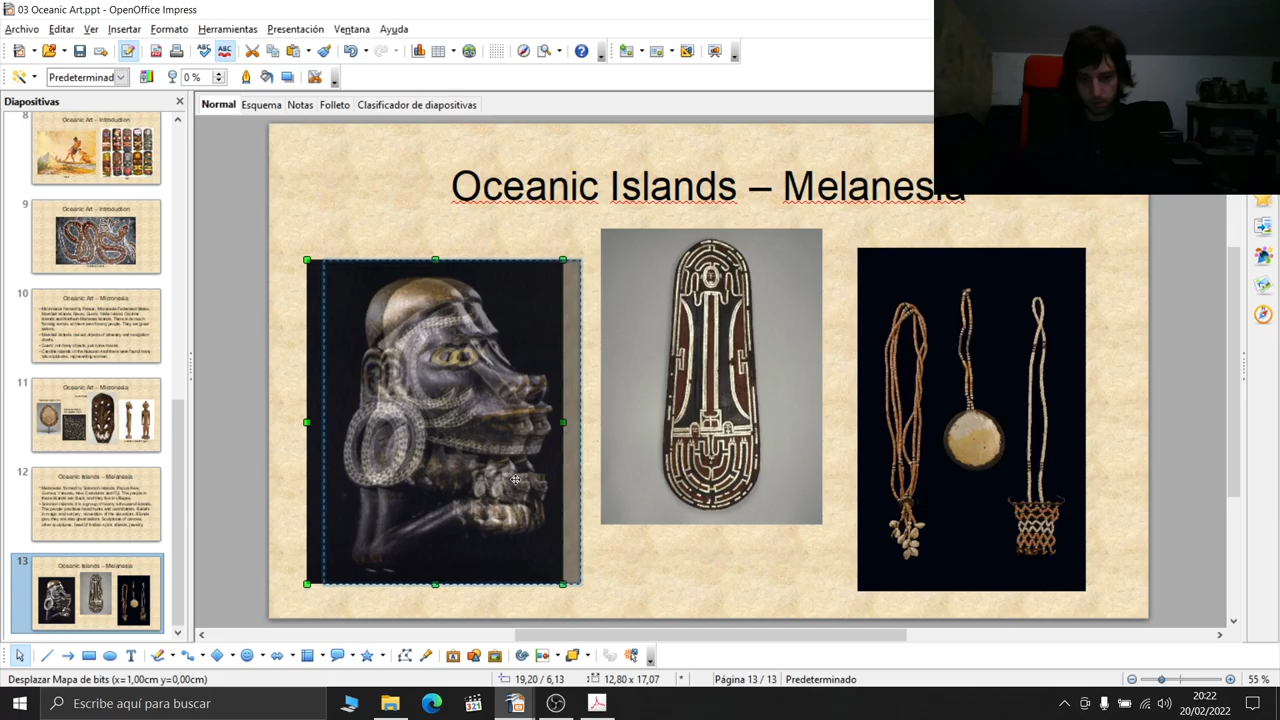 03 Oceanic Art.ppt - OpenOffice Impress
Archivo Editar Ver Insertar Formato Herramientas Presentación Ventana Ayuda
Predeterminad 0 %
Diapositivas
Normal Esquema Notas Folleto Clasificador de diapositivas
8
Oceanic Art – Introduction
9
Oceanic Art – Introduction
10
Oceanic Art – Micronesia
11
Oceanic Art – Micronesia
12
Oceanic Islands – Melanesia
13
Oceanic Islands – Melanesia
Oceanic Islands – Melanesia
Desplazar Mapa de bits (x=1,00cm y=0,00cm) 19,20 / 6,13 12,80 x 17,07 * Página 13 / 13 Predeterminado 55 %
Escribe aquí para buscar
321
20:22
20/02/2022